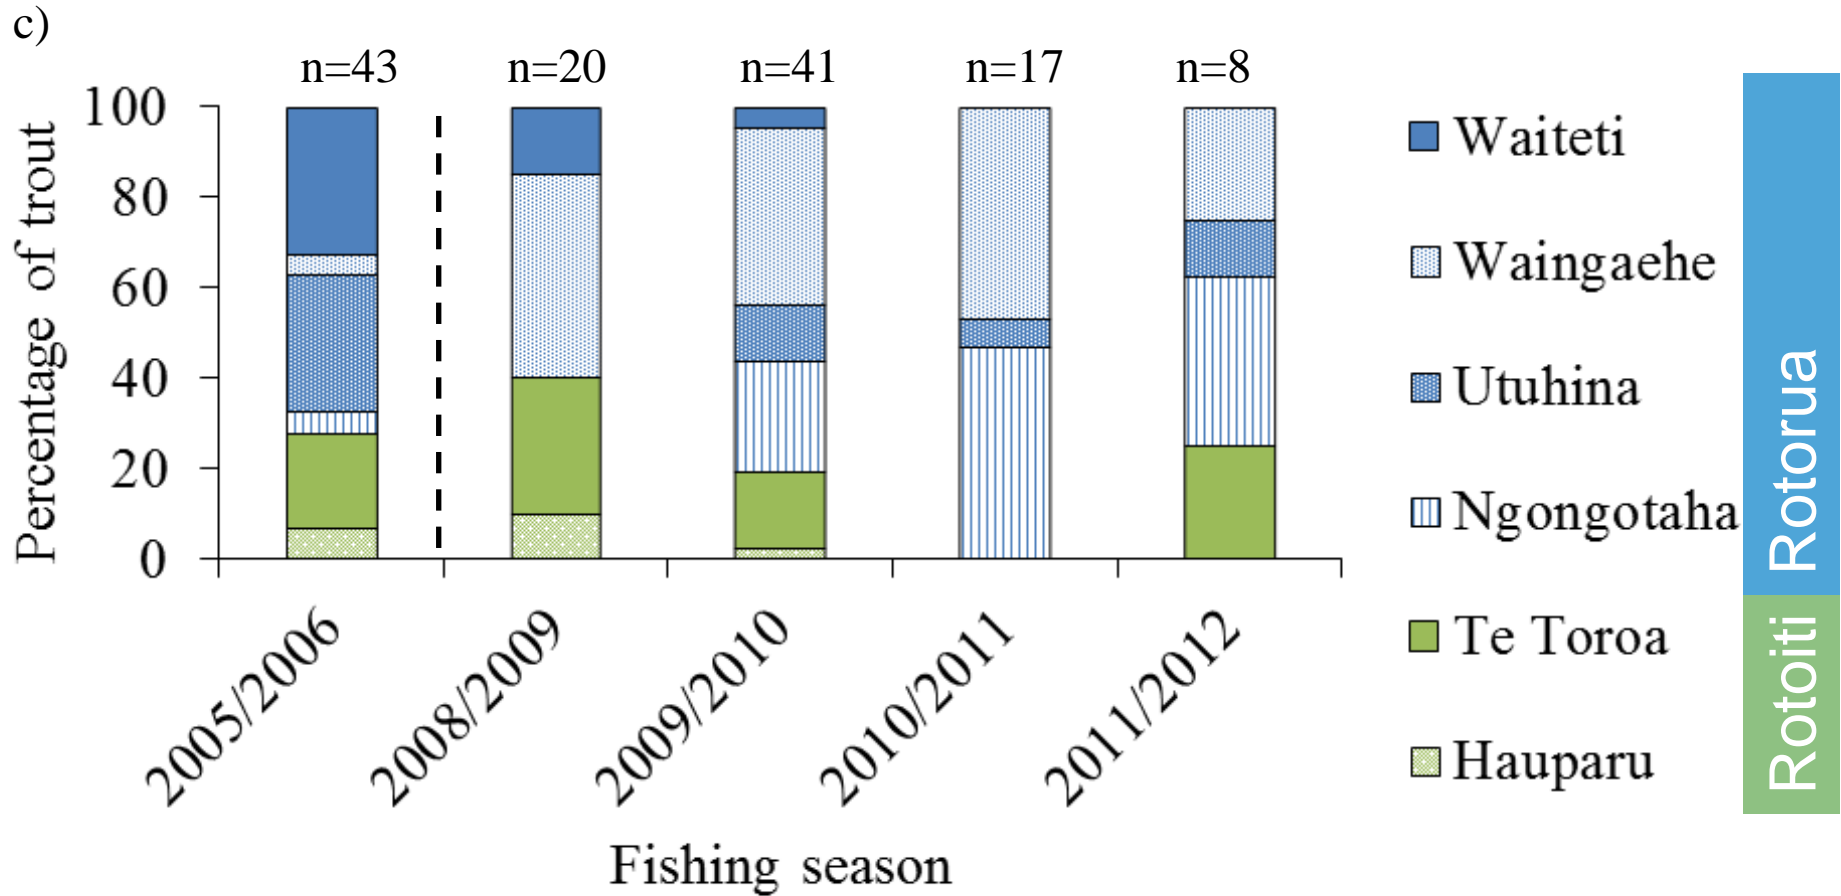 c)
n=43 n=20 n=41 n=17 n=8
Percentage of trout
100
80
60
40
20
0
2005/2006 2008/2009 2009/2010 2010/2011 2011/2012
Fishing season
Waiteti
Waingaehe
Utuhina
Ngongotaha
Te Toroa
Hauparu
Rotorua
Rotoiti